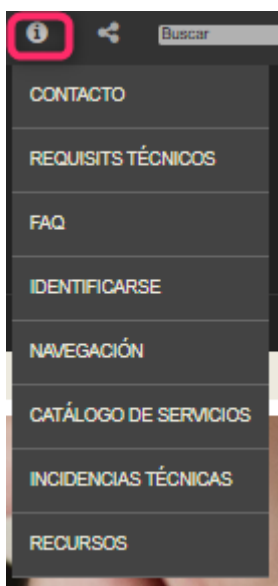 Buscar
CONTACTO
REQUISITS TÉCNICOS
FAQ
IDENTIFICARSE
NAVEGACIÓN
CATÁLOGO DE SERVICIOS
INCIDENCIAS TÉCNICAS
RECURSOS